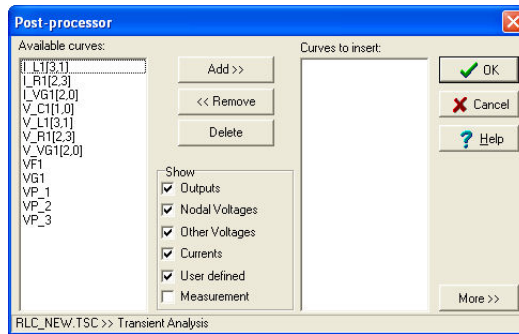 Post-processor
Available curves:
I_L1[3,1]
I_R1[2,3]
I_VG1[2,0]
V_C1[1,0]
V_L1[3,1]
V_R1[2,3]
V_VG1[2,0]
VF1
VG1
VP_1
VP_2
VP_3
Add >>
<< Remove
Delete
Show
Outputs
Nodal Voltages
Other Voltages
Currents
User defined
Measurement
Curves to insert:
OK
Cancel
Help
More >>
RLC_NEW.TSC >> Transient Analysis